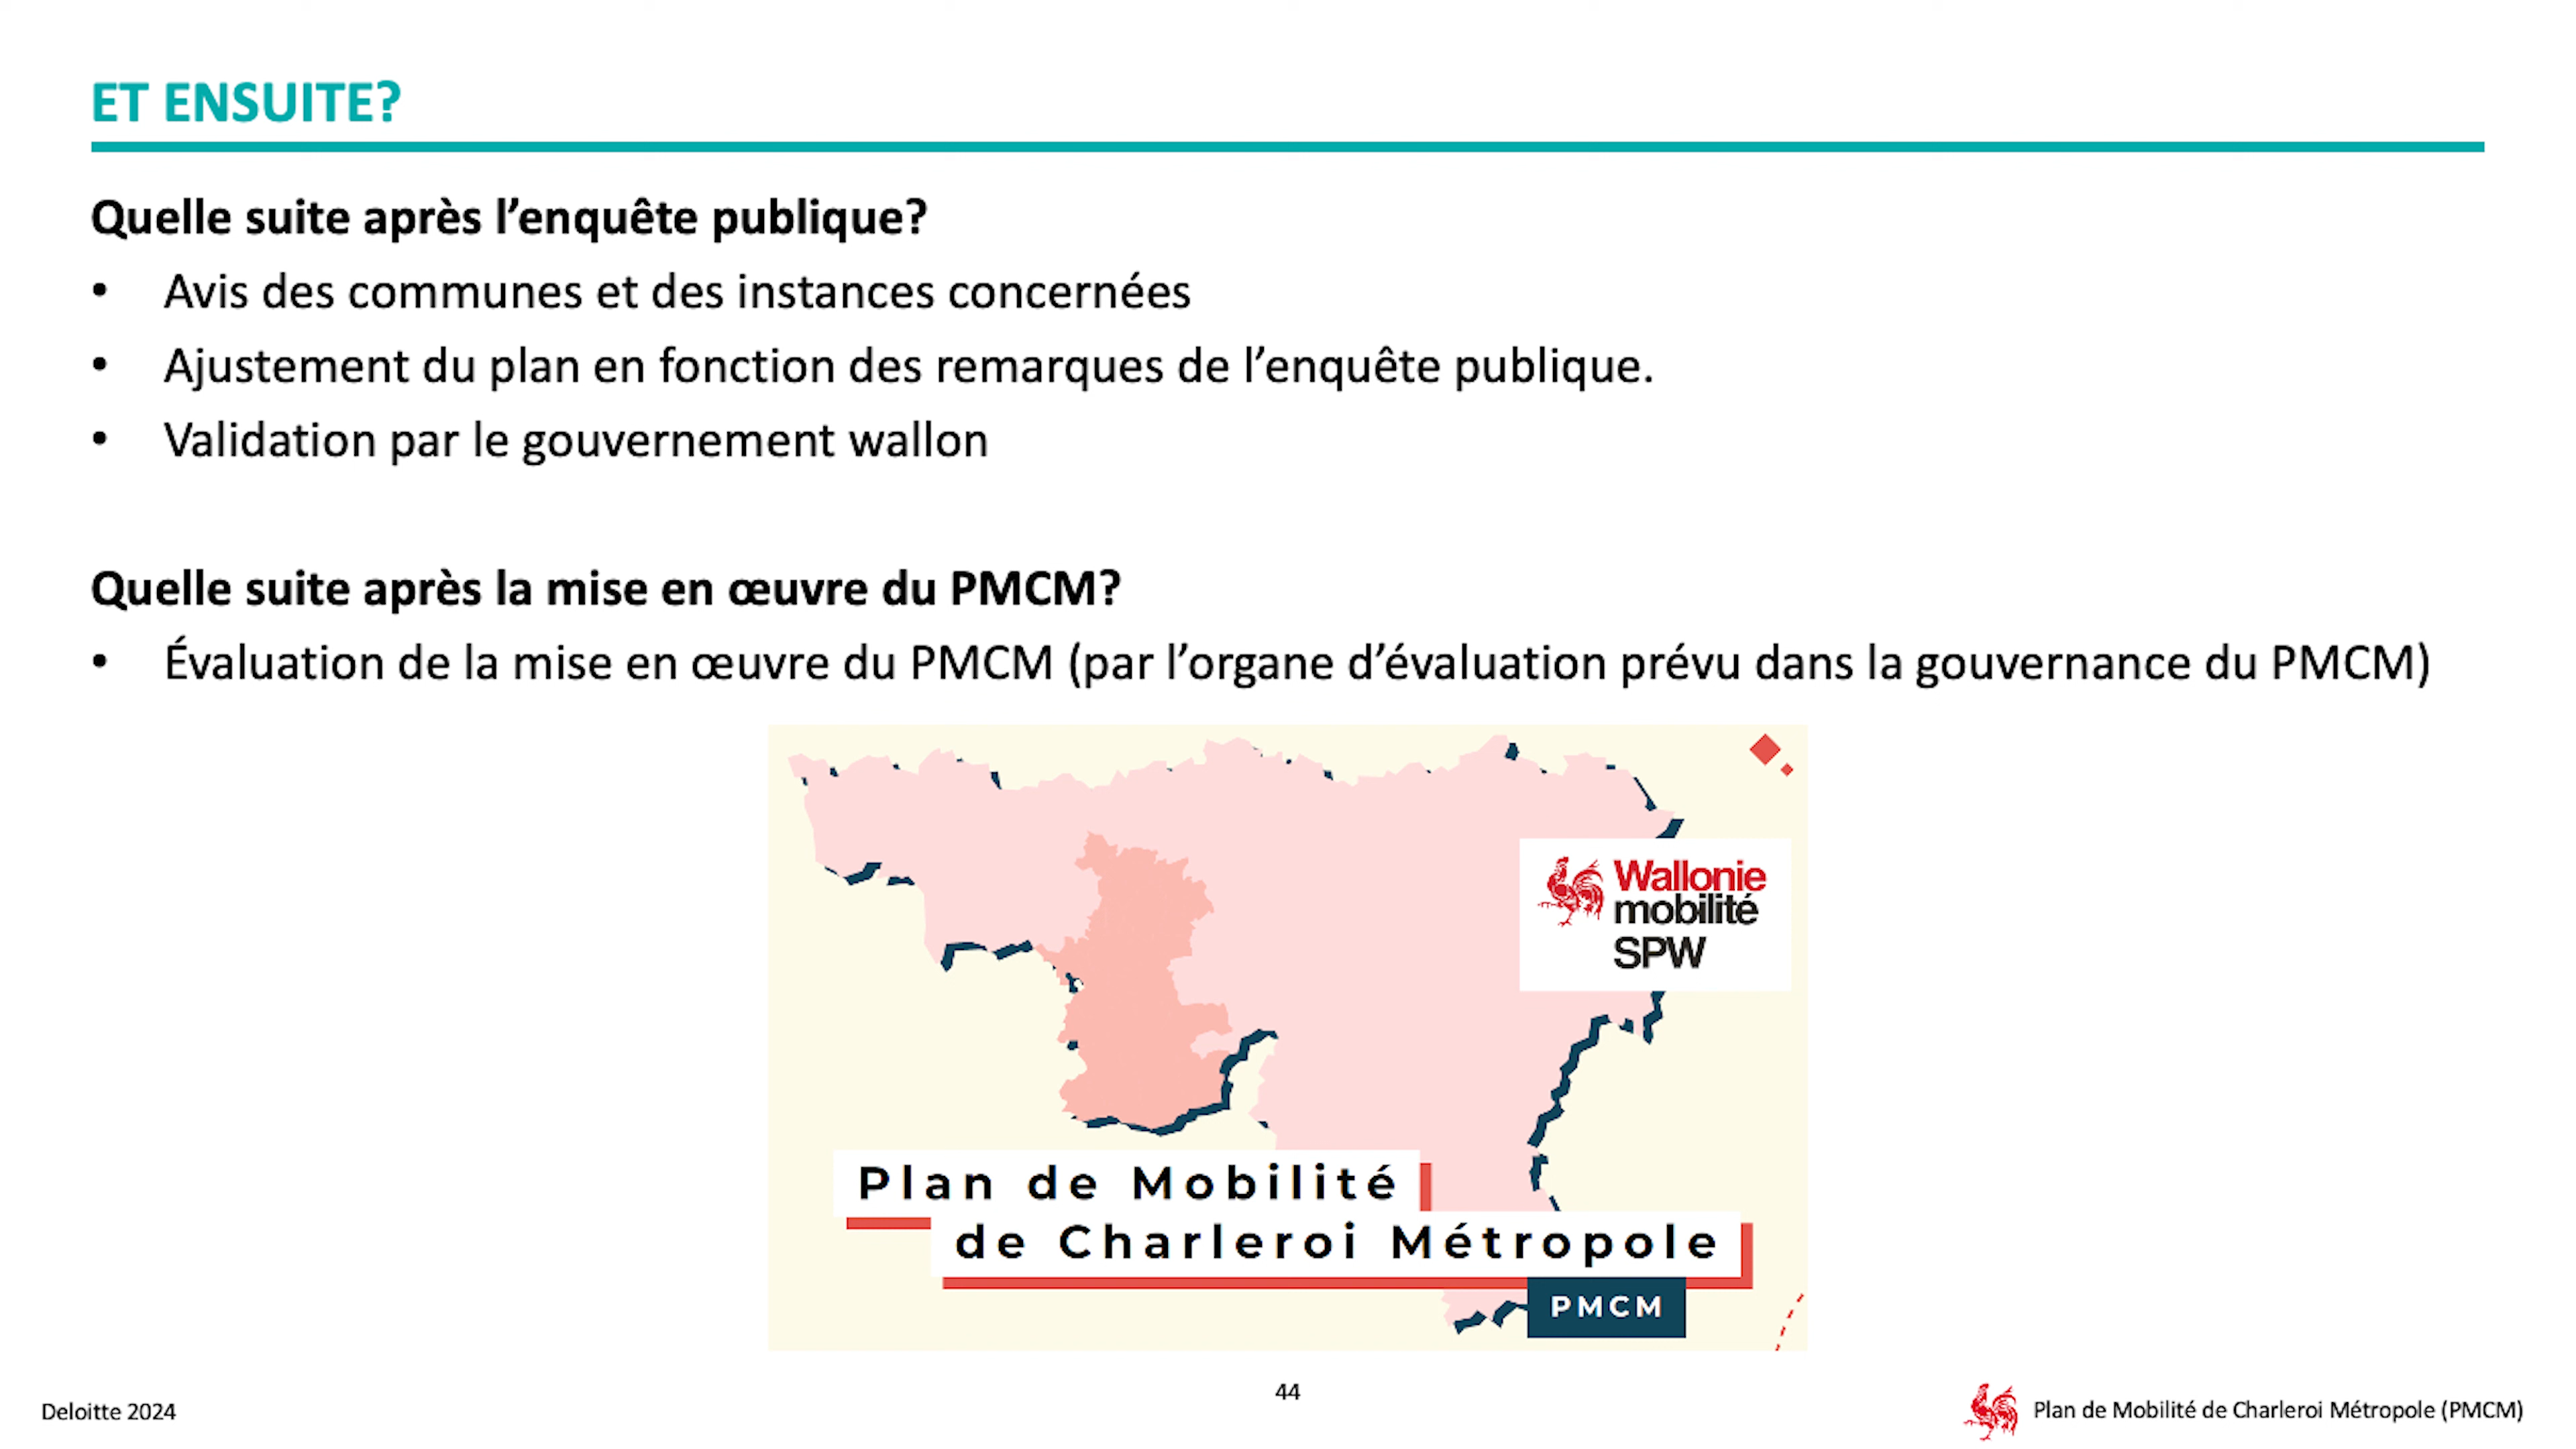 ET ENSUITE?
Quelle suite après l’enquête publique?
• Avis des communes et des instances concernées
• Ajustement du plan en fonction des remarques de l’enquête publique.
• Validation par le gouvernement wallon
Quelle suite après la mise en œuvre du PMCM?
• Évaluation de la mise en œuvre du PMCM (par l’organe d’évaluation prévu dans la gouvernance du PMCM)
Wallonie
mobilité
SPW
Plan de Mobilité
de Charleroi Métropole
PMCM
44
Deloitte 2024
Plan de Mobilité de Charleroi Métropole (PMCM)